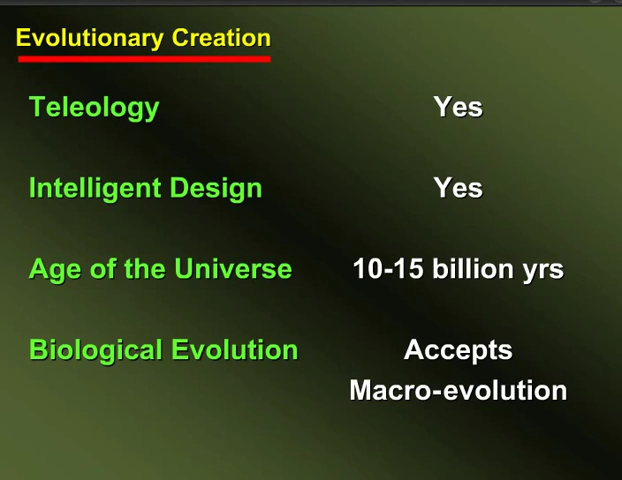 Evolutionary Creation
Teleology Yes
Intelligent Design Yes
Age of the Universe 10-15 billion yrs
Biological Evolution Accepts
Macro-evolution